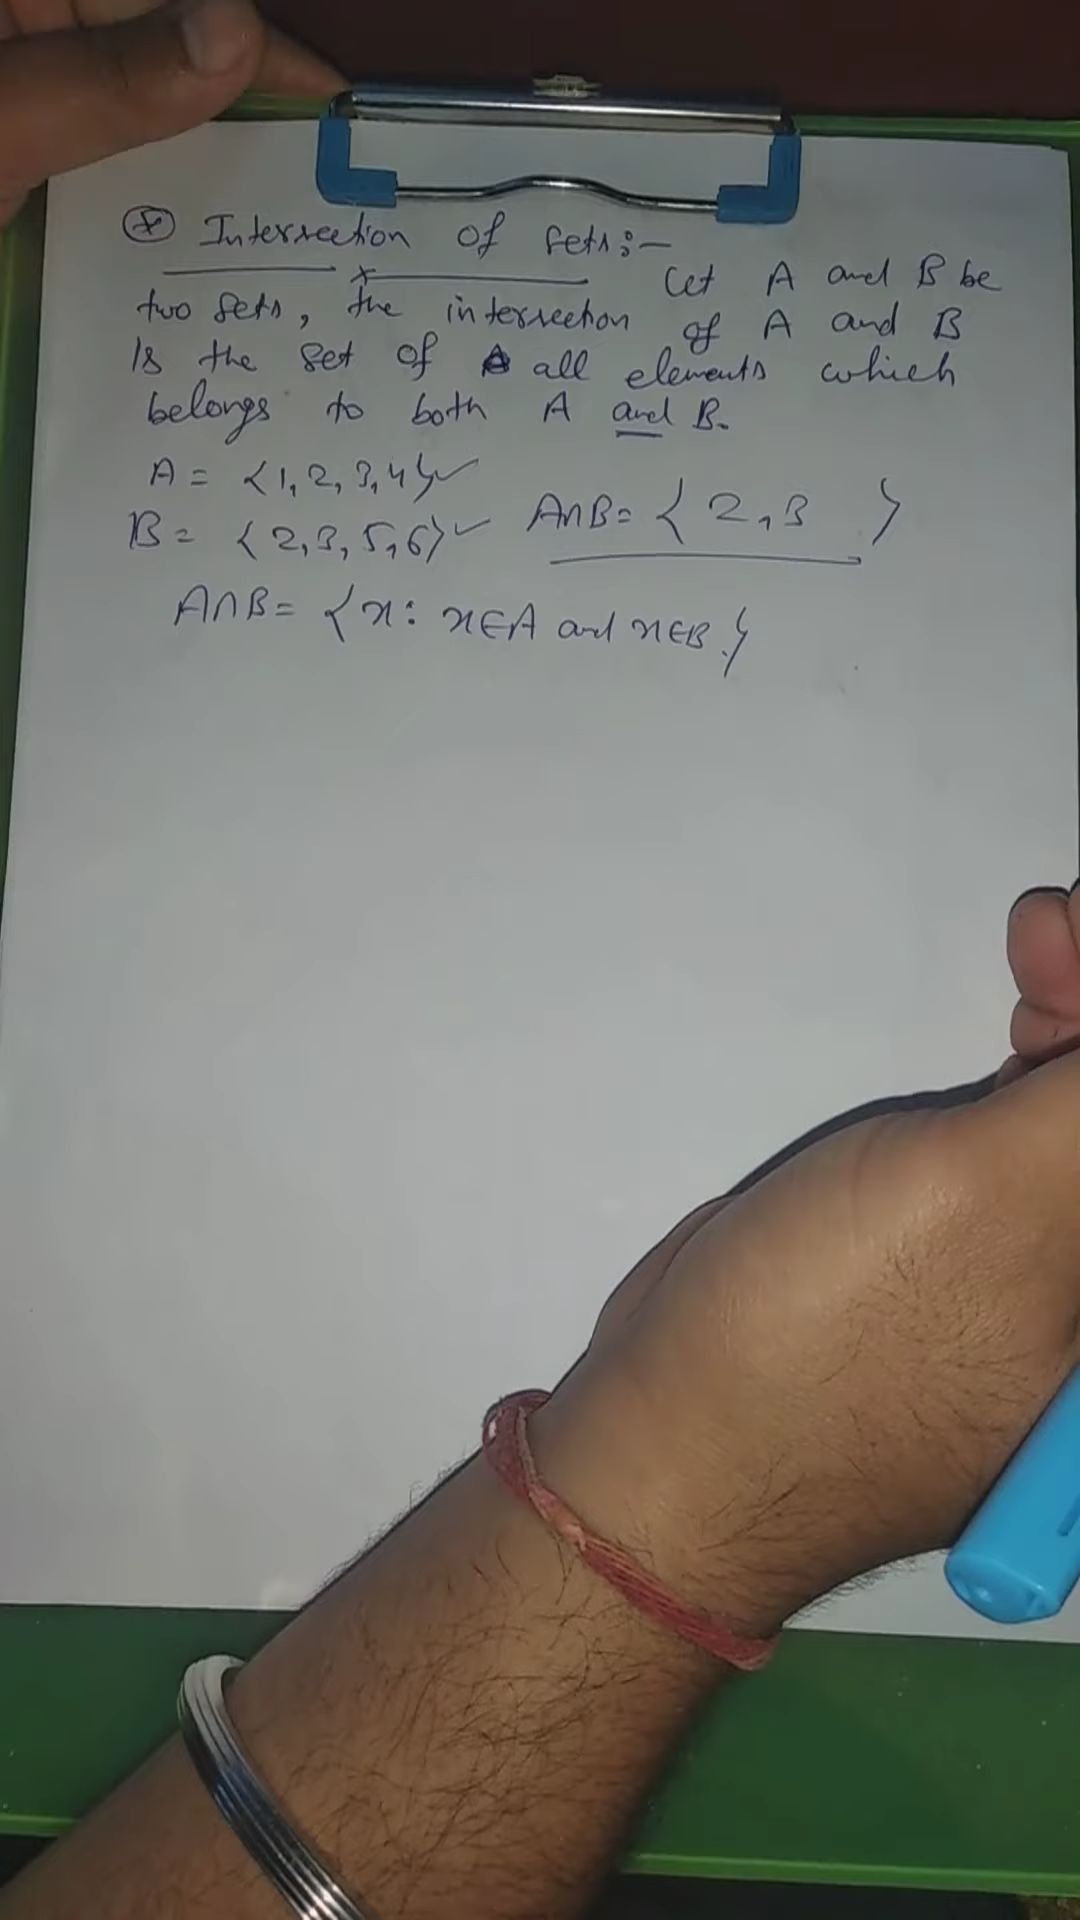 * Intersection of sets:-
Let A and B be
two sets, the intersection of A and B
is the set of all elements which
belongs to both A and B.
A = {1, 2, 3, 4}
B = {2, 3, 5, 6}
A∩B = {2, 3}
A∩B = {x : x∈A and x∈B.}